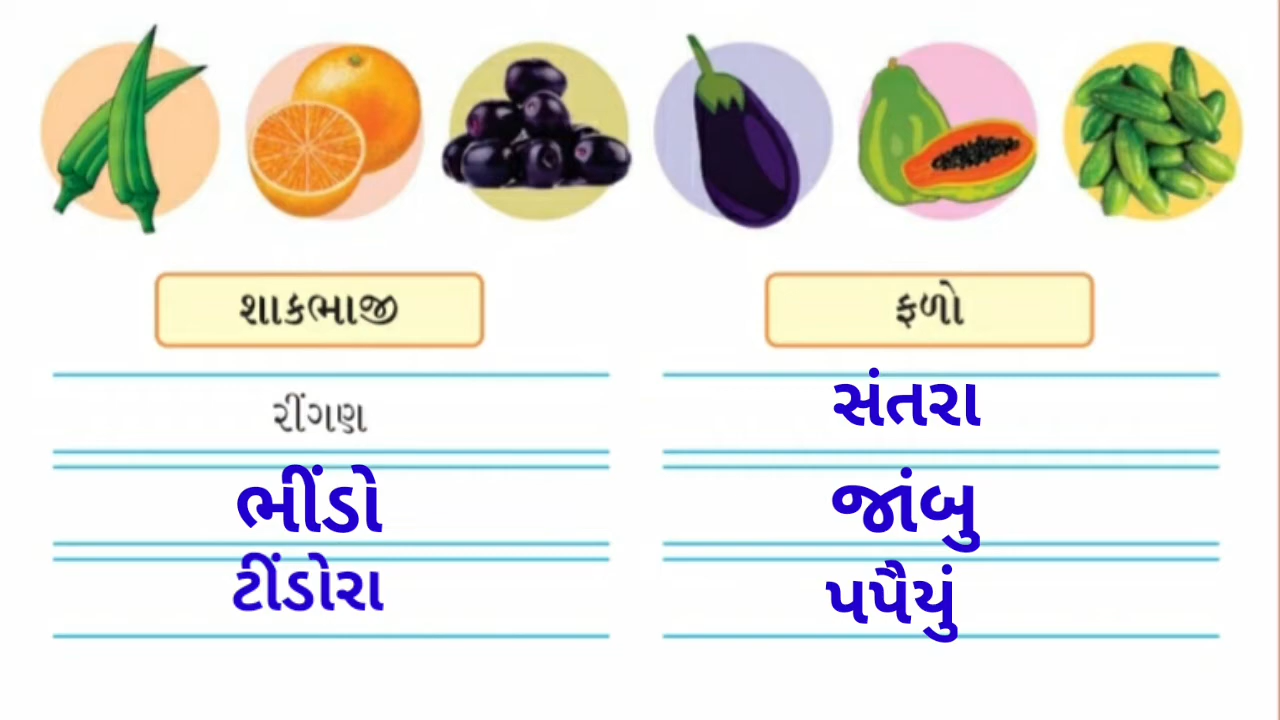 શાકભાજી
રીંગણ
ભીંડો
ટીંડોરા
ફળો
સંતરા
જાંબુ
પપૈયું